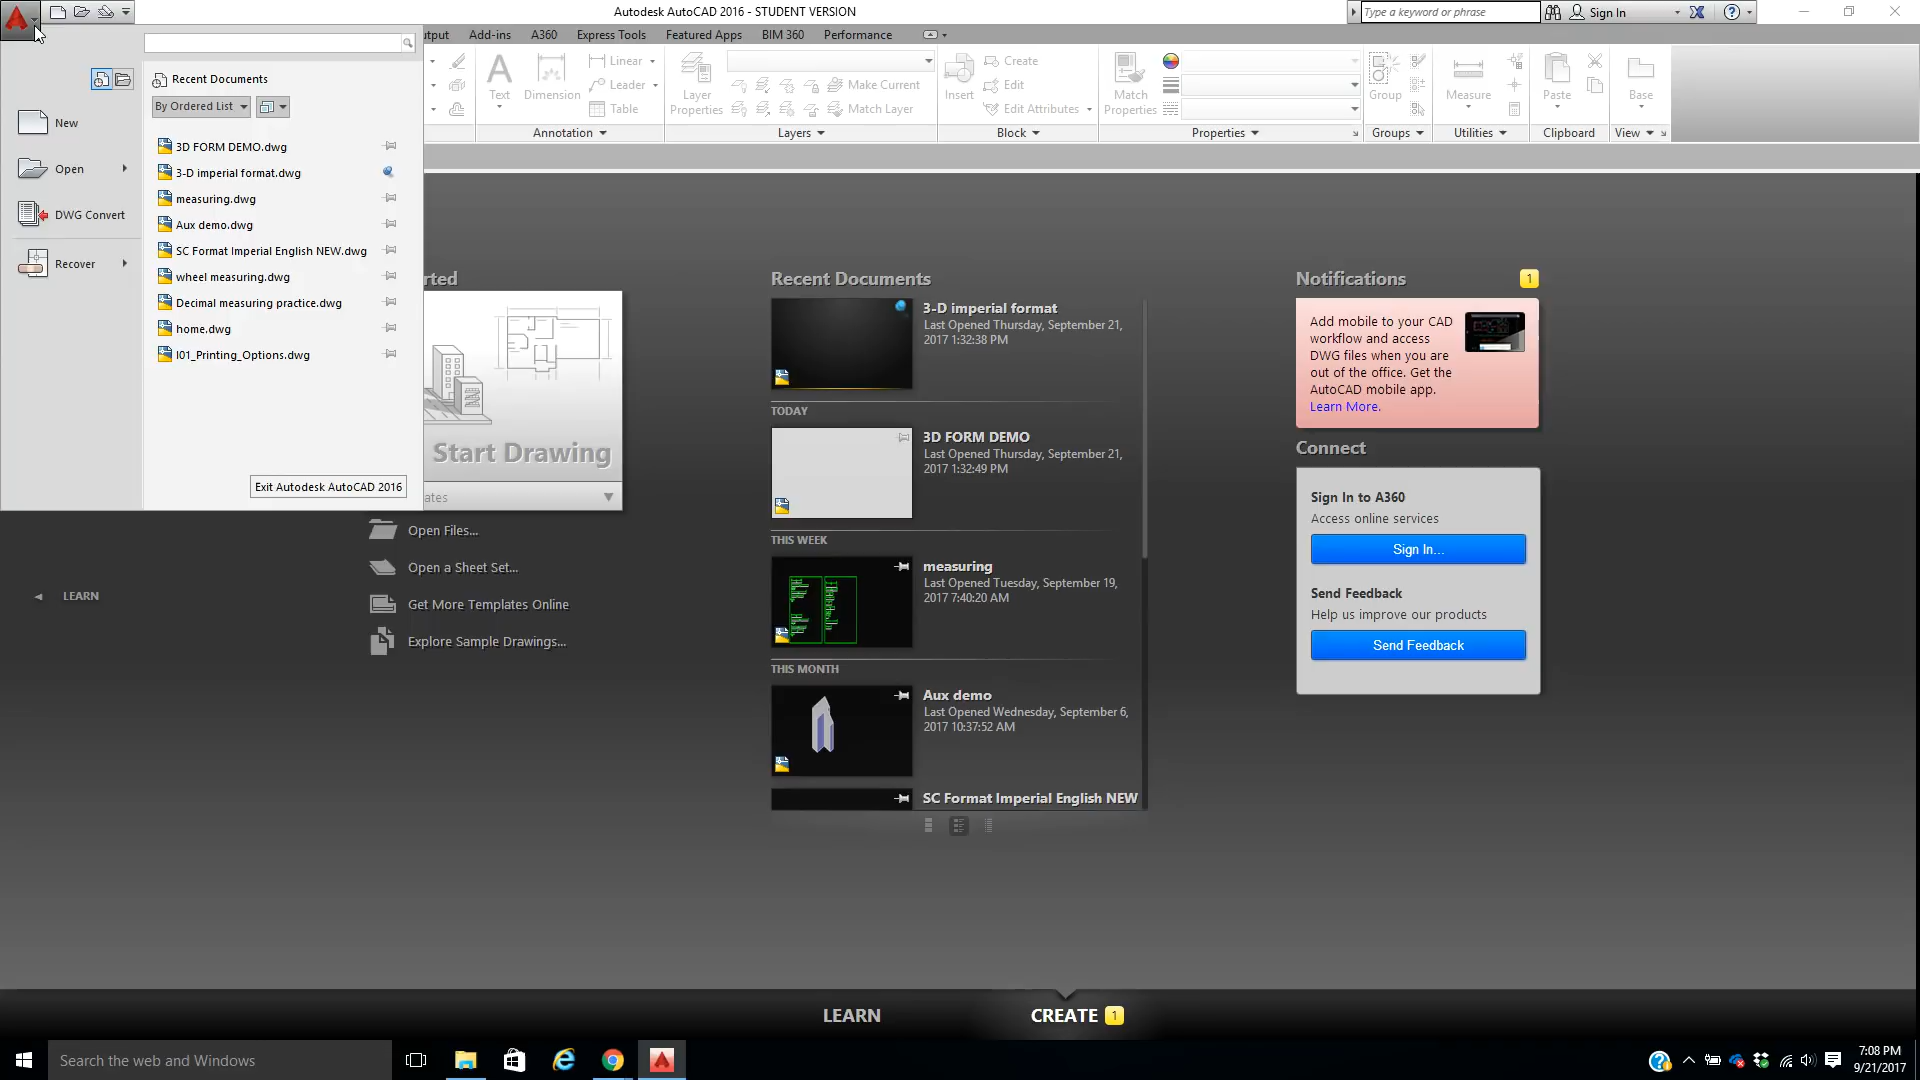 Autodesk AutoCAD 2016 - STUDENT VERSION
Type a keyword or phrase
Sign In
Add-ins
A360
Express Tools
Featured Apps
BIM 360
Performance
Recent Documents
By Ordered List
New
Open
DWG Convert
Recover
3D FORM DEMO.dwg
3-D imperial format.dwg
measuring.dwg
Aux demo.dwg
SC Format Imperial English NEW.dwg
wheel measuring.dwg
Decimal measuring practice.dwg
home.dwg
I01_Printing_Options.dwg
Exit Autodesk AutoCAD 2016
Text
Dimension
Linear
Leader
Table
Annotation
Layer
Properties
Make Current
Match Layer
Layers
Insert
Create
Edit
Edit Attributes
Block
Match
Properties
Properties
Group
Groups
Measure
Utilities
Paste
Clipboard
Base
View
Start Drawing
Open Files...
Open a Sheet Set...
Get More Templates Online
Explore Sample Drawings...
LEARN
Recent Documents
3-D imperial format
Last Opened Thursday, September 21,
2017 1:32:38 PM
TODAY
3D FORM DEMO
Last Opened Thursday, September 21,
2017 1:32:49 PM
THIS WEEK
measuring
Last Opened Tuesday, September 19,
2017 7:40:20 AM
THIS MONTH
Aux demo
Last Opened Wednesday, September 6,
2017 10:37:52 AM
SC Format Imperial English NEW
Notifications
1
Add mobile to your CAD
workflow and access
DWG files when you are
out of the office. Get the
AutoCAD mobile app.
Learn More.
Connect
Sign In to A360
Access online services
Sign In...
Send Feedback
Help us improve our products
Send Feedback
LEARN
CREATE 1
Search the web and Windows
7:08 PM
9/21/2017